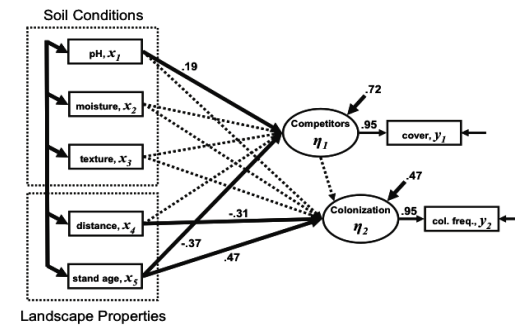 Soil Conditions
pH, x1
.19
moisture, x2
texture, x3
.72
Competitors
η1
.95
cover, y1
distance, x4
-.31
.47
Colonization
η2
.95
col. freq., y2
-.37
stand age, x5
.47
Landscape Properties